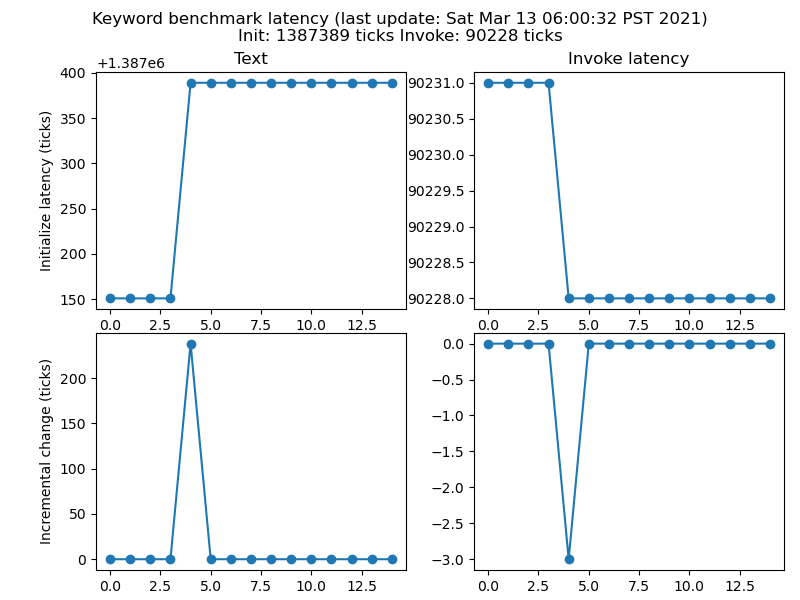 Keyword benchmark latency (last update: Sat Mar 13 06:00:32 PST 2021)
Init: 1387389 ticks Invoke: 90228 ticks
Text
Invoke latency
+1.387e6
400
350
300
250
200
150
Initialize latency (ticks)
0.0 2.5 5.0 7.5 10.0 12.5
90231.0
90230.5
90230.0
90229.5
90229.0
90228.5
90228.0
0.0 2.5 5.0 7.5 10.0 12.5
200
150
100
50
0
Incremental change (ticks)
0.0 2.5 5.0 7.5 10.0 12.5
0.0
−0.5
−1.0
−1.5
−2.0
−2.5
−3.0
0.0 2.5 5.0 7.5 10.0 12.5